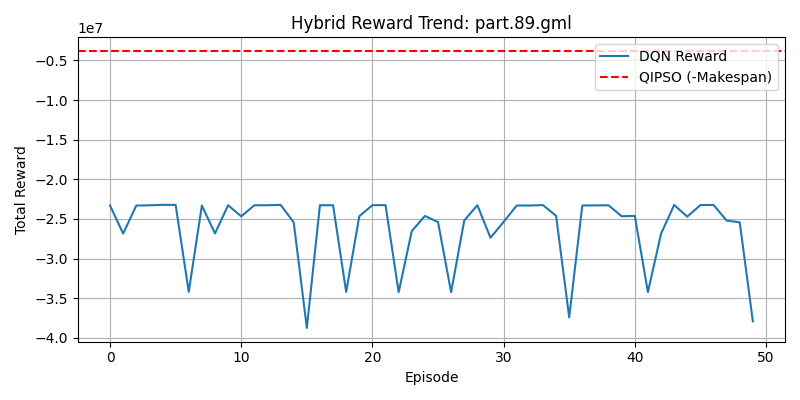 Hybrid Reward Trend: part.89.gml
1e7
DQN Reward
QIPSO (-Makespan)
−0.5
−1.0
−1.5
−2.0
−2.5
−3.0
−3.5
−4.0
Total Reward
0 10 20 30 40 50
Episode